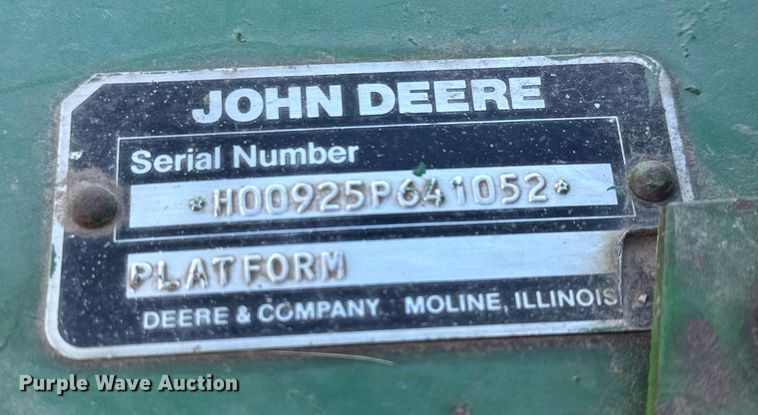 JOHN DEERE
Serial Number
*H00925P641052*
PLATFORM
DEERE & COMPANY MOLINE, ILLINOIS
Purple Wave Auction